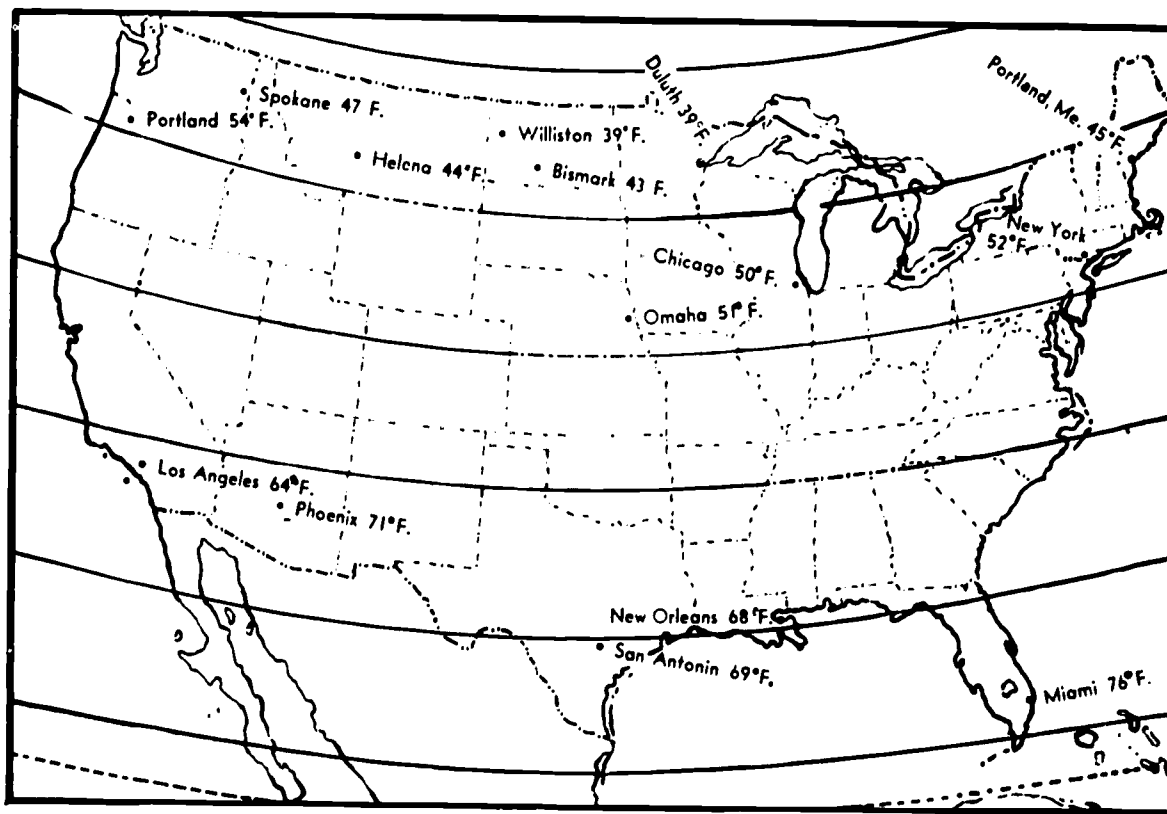 Duluth 39°F.
Portland, Me. 45°F.
Spokane 47 F.
Portland 54°F.
Williston 39°F.
Helena 44°F.
Bismark 43 F.
New York
52°F.
Chicago 50°F.
Omaha 51°F.
Los Angeles 64°F.
Phoenix 71°F.
New Orleans 68°F.
San Antonin 69°F.
Miami 76°F.